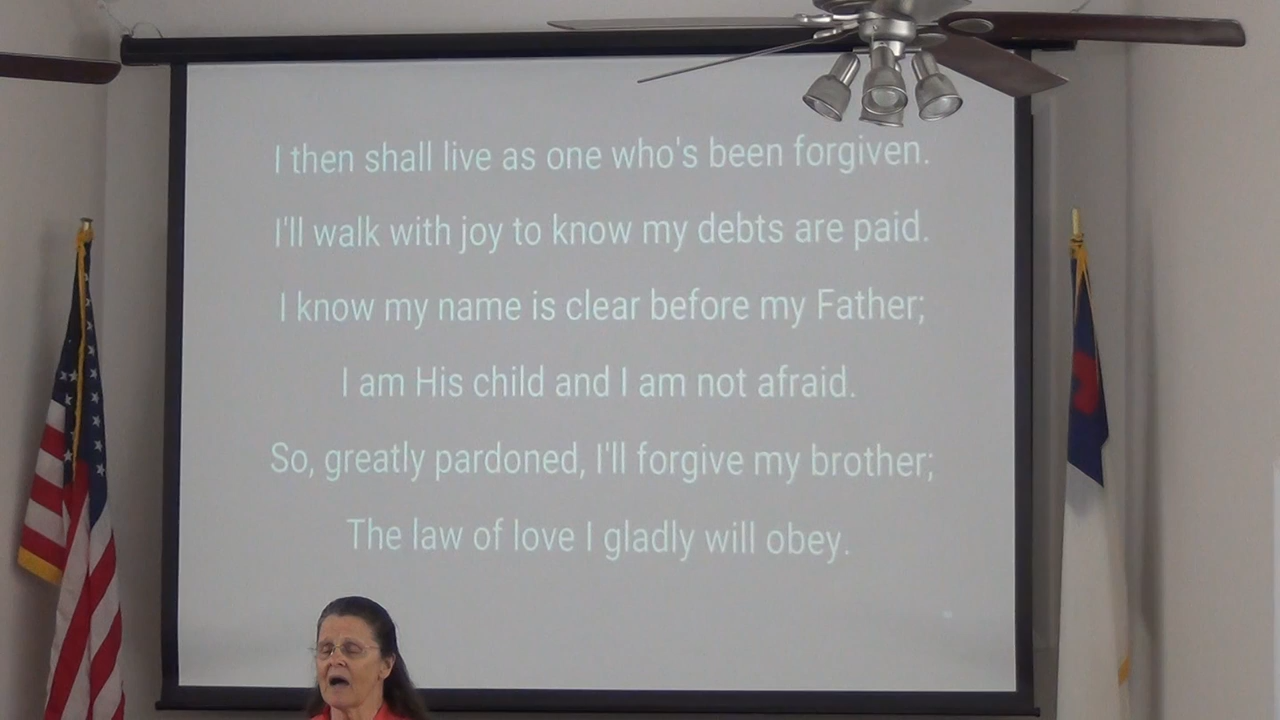 I then shall live as one who's been forgiven.
I'll walk with joy to know my debts are paid.
I know my name is clear before my Father;
I am His child and I am not afraid.
So, greatly pardoned, I'll forgive my brother;
The law of love I gladly will obey.